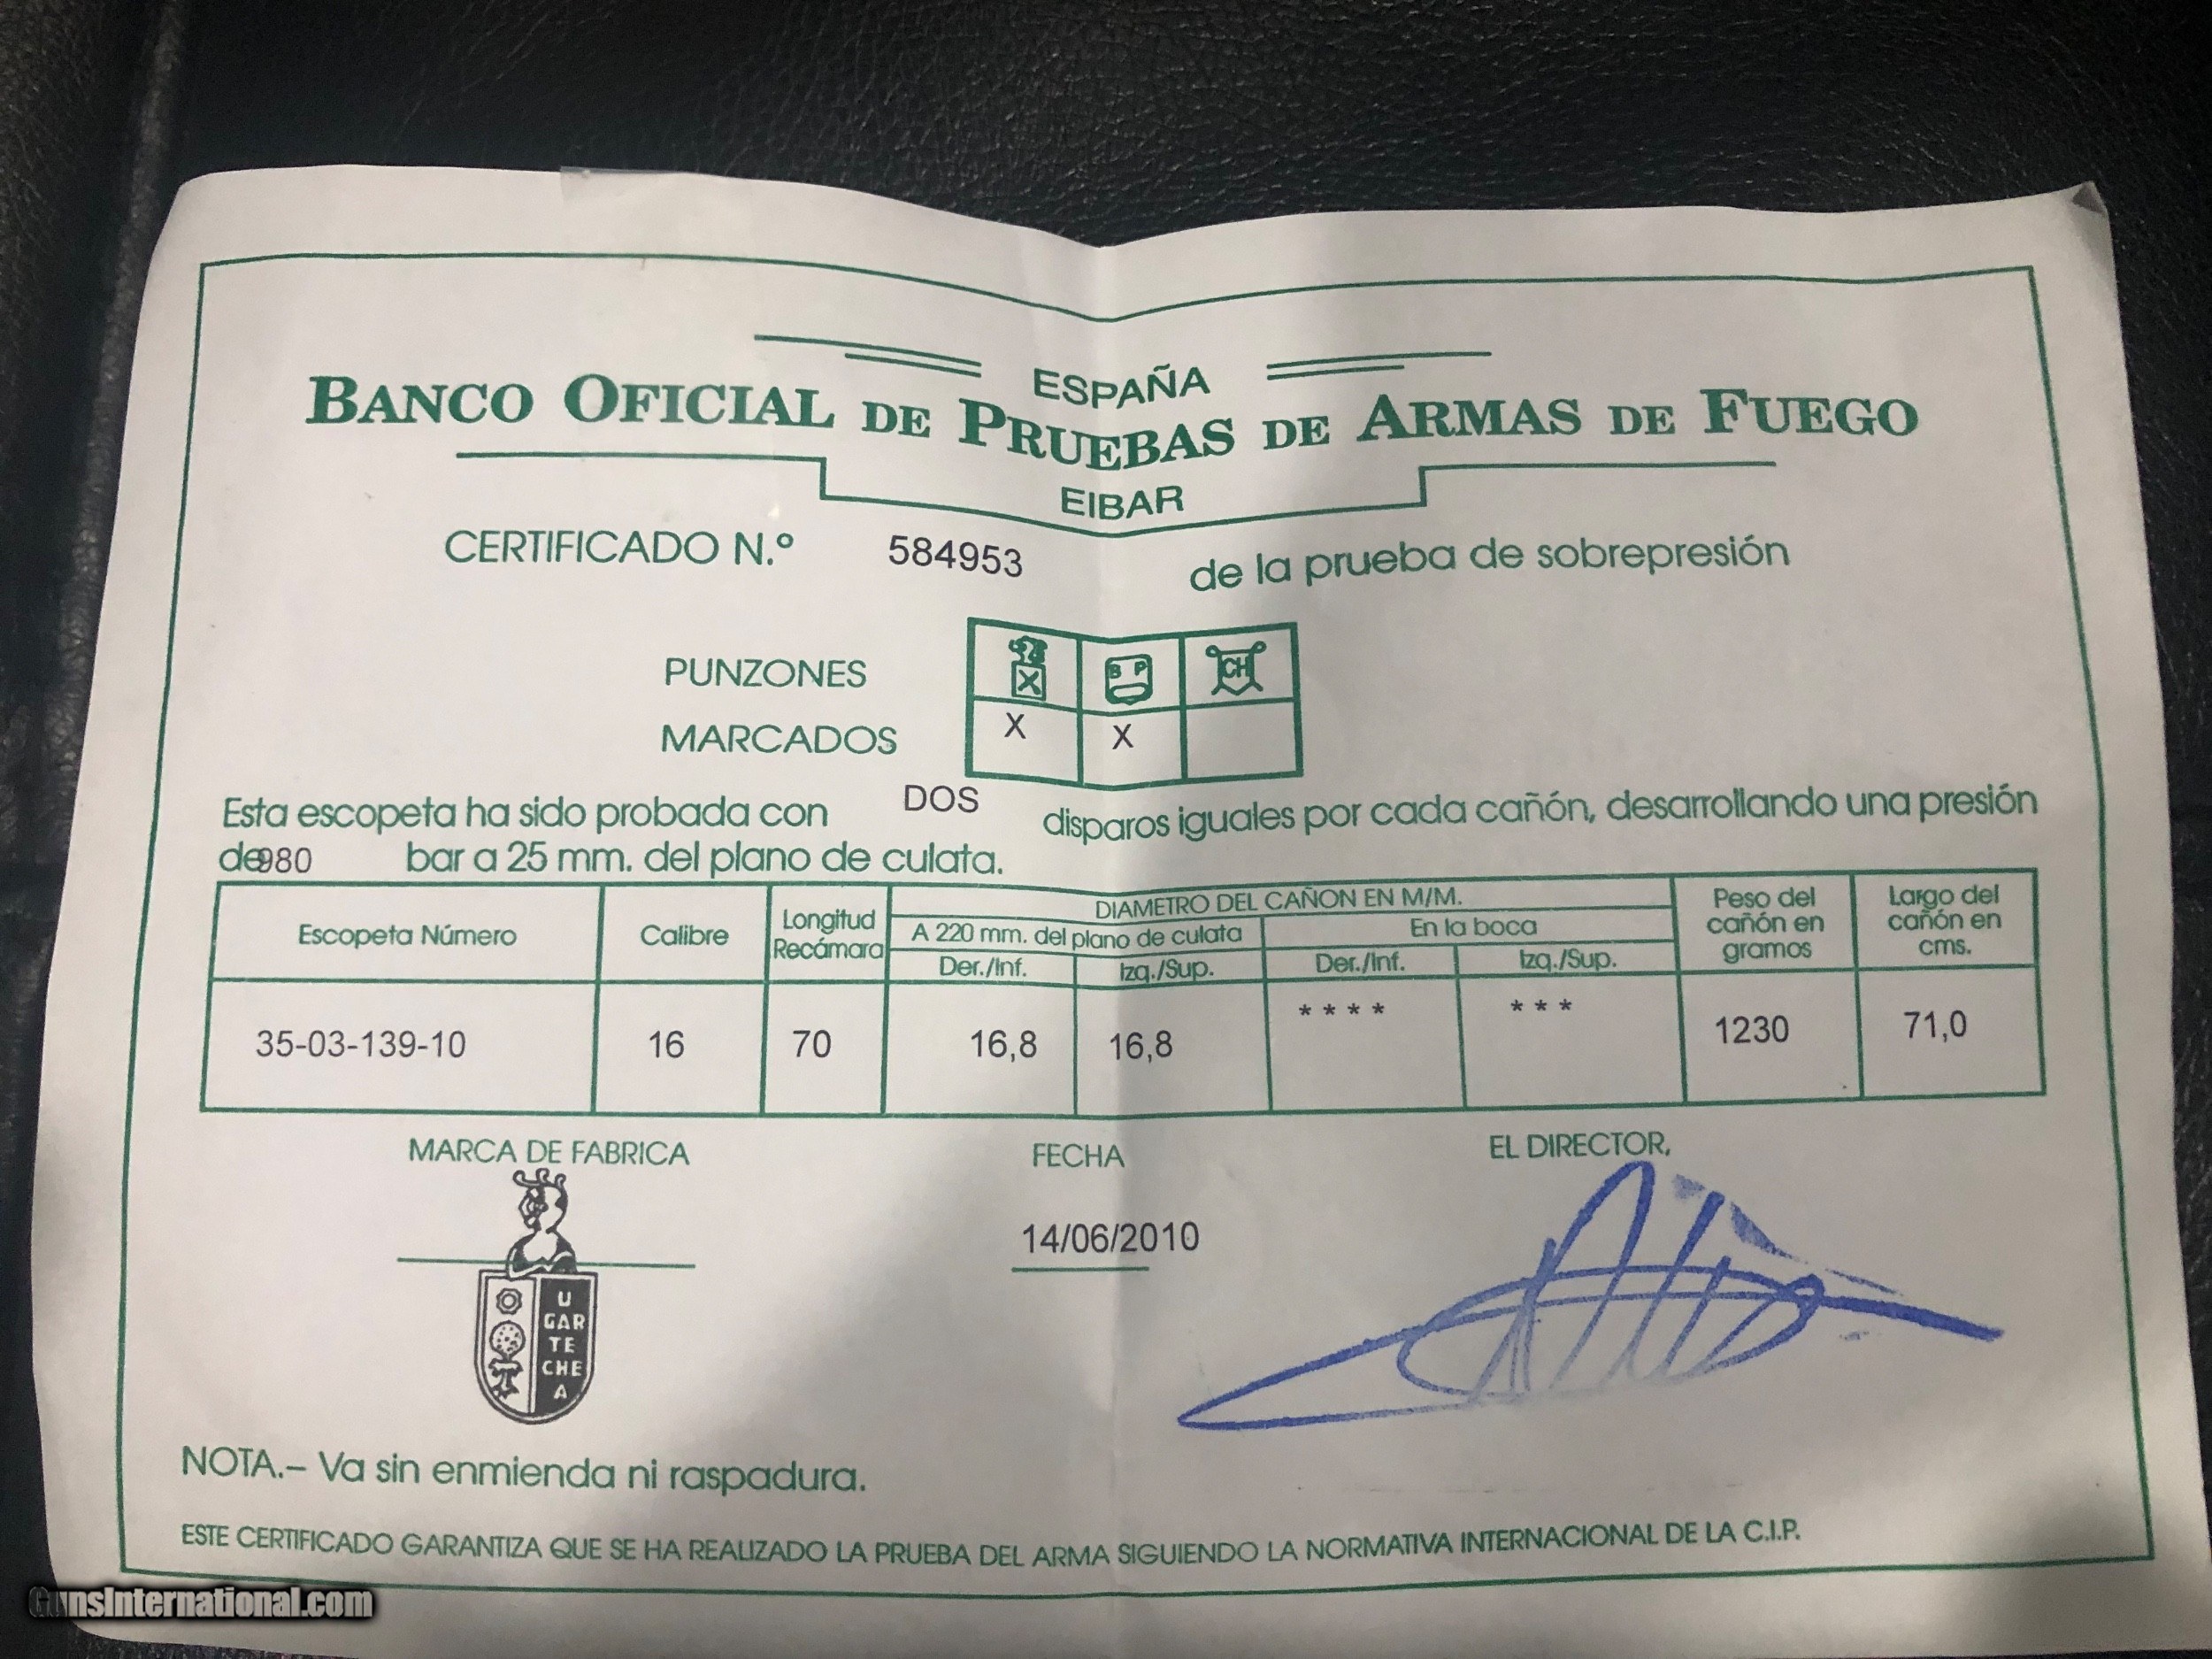 ESPAÑA
BANCO OFICIAL DE PRUEBAS DE ARMAS DE FUEGO
EIBAR
CERTIFICADO N.º 584953 de la prueba de sobrepresión
PUNZONES
X B P CH
MARCADOS
X X
Esta escopeta ha sido probada con DOS disparos iguales por cada cañón, desarrollando una presión
de 980 bar a 25 mm. del plano de culata.
Escopeta Número
Calibre
Longitud
Recámara
DIAMETRO DEL CAÑON EN M/M.
A 220 mm. del plano de culata
En la boca
Der./Inf. Izq./Sup. Der./Inf. Izq./Sup.
Peso del
cañón en
gramos
Largo del
cañón en
cms.
35-03-139-10 16 70 16,8 16,8 **** *** 1230 71,0
MARCA DE FABRICA
FECHA
EL DIRECTOR,
14/06/2010
U
GAR
TE
CHE
A
NOTA.– Va sin enmienda ni raspadura.
ESTE CERTIFICADO GARANTIZA QUE SE HA REALIZADO LA PRUEBA DEL ARMA SIGUIENDO LA NORMATIVA INTERNACIONAL DE LA C.I.P.
GunsInternational.com